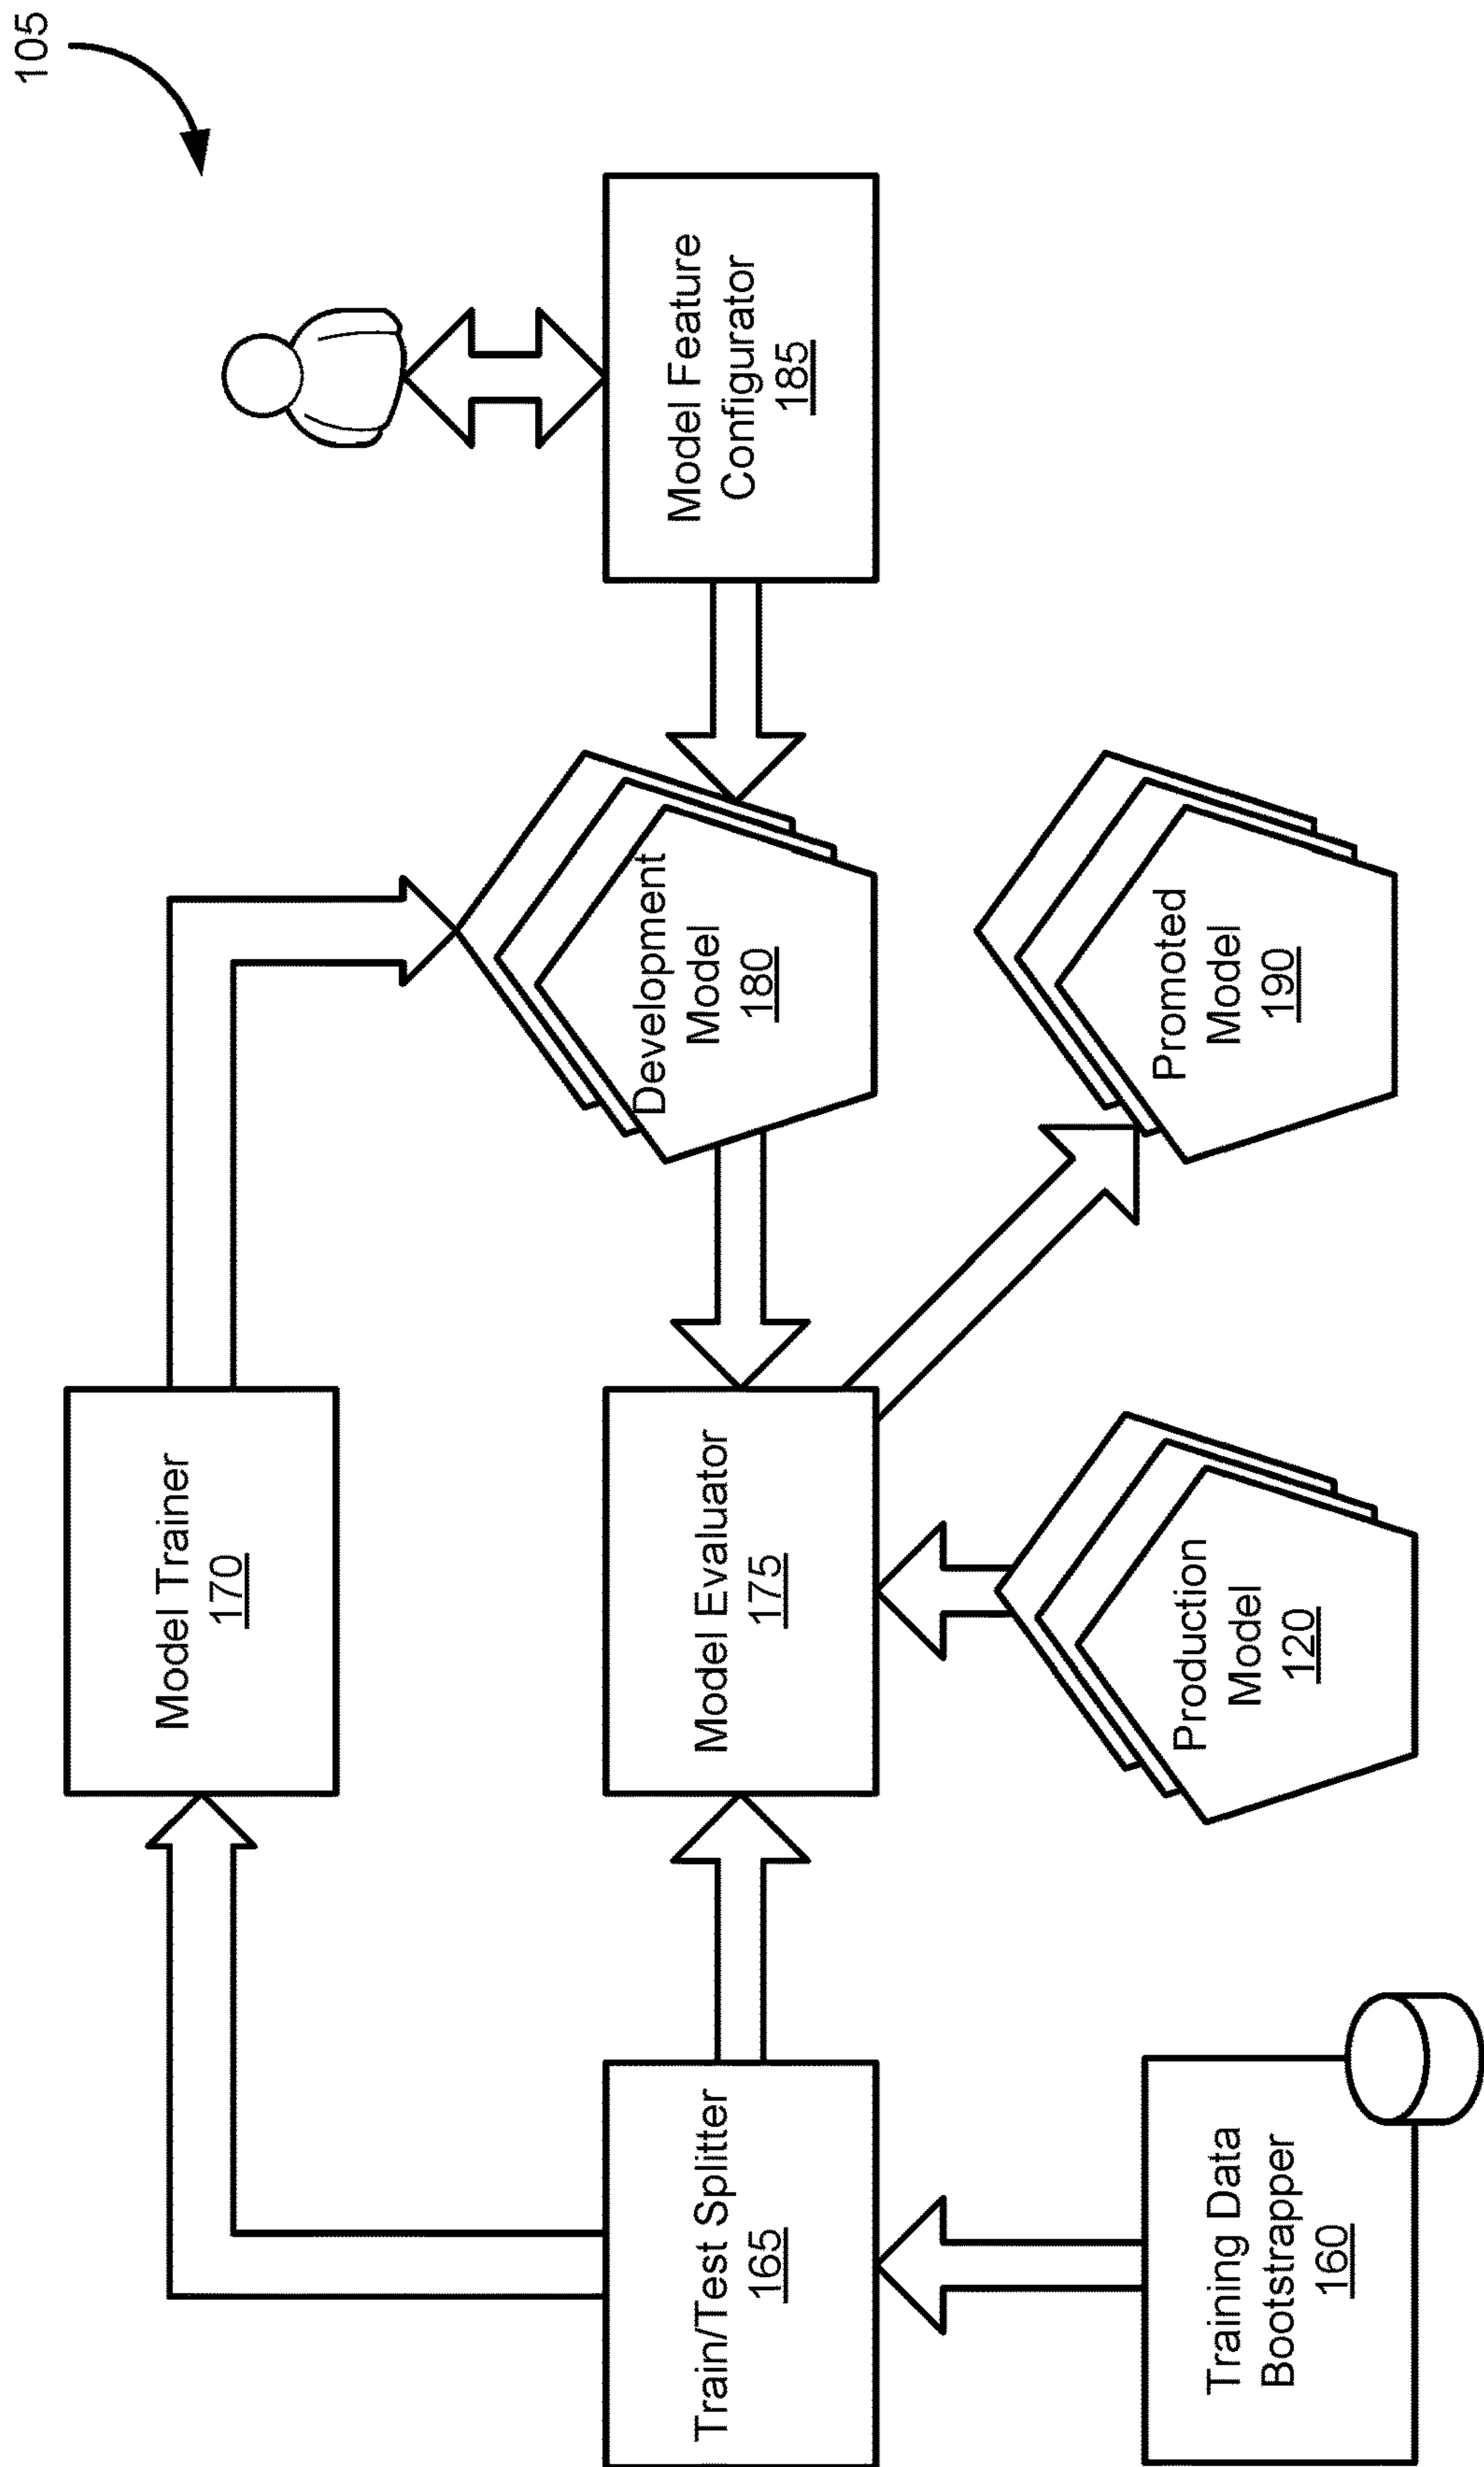 105
Model Trainer
170
Train/Test Splitter
165
Model Evaluator
175
Development
Model
180
Model Feature
Configurator
185
Training Data
Bootstrapper
160
Production
Model
120
Promoted
Model
190